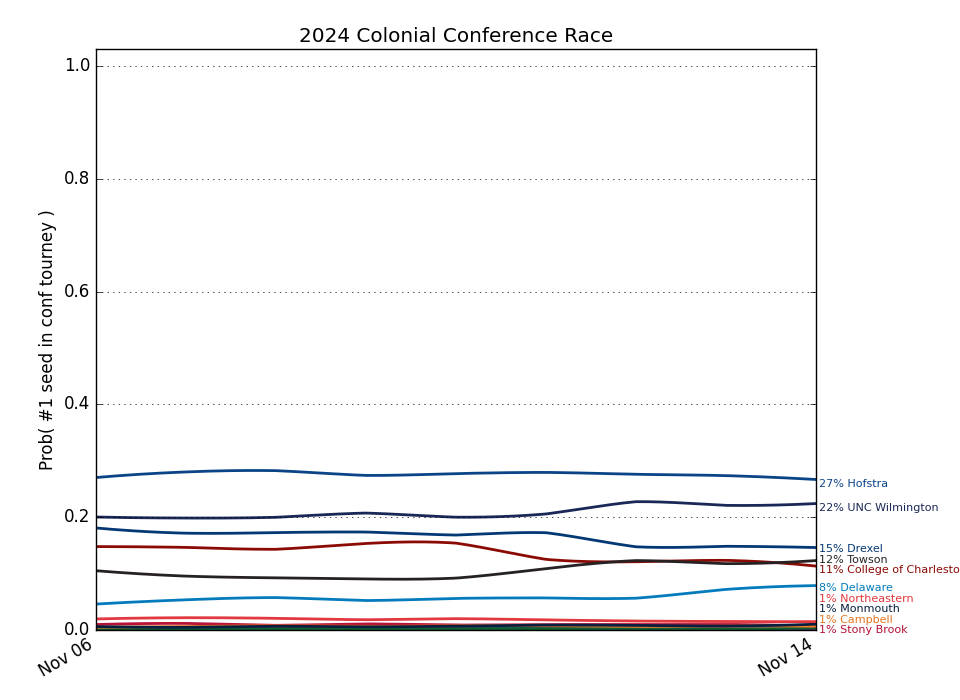 2024 Colonial Conference Race
Prob( #1 seed in conf tourney )
1.0
0.8
0.6
0.4
0.2
0.0
Nov 06
Nov 14
27% Hofstra
22% UNC Wilmington
15% Drexel
12% Towson
11% College of Charlesto
8% Delaware
1% Northeastern
1% Monmouth
1% Campbell
1% Stony Brook